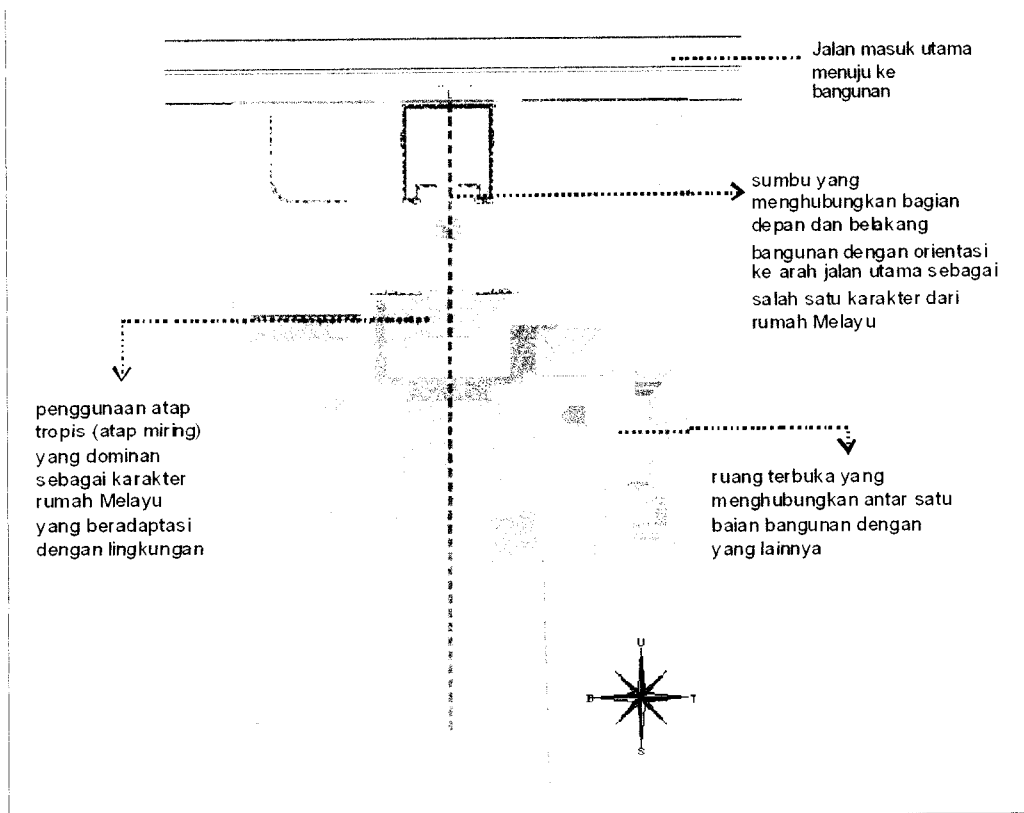 Jalan masuk utama
menuju ke
bangunan
sumbu yang
menghubungkan bagian
depan dan belakang
bangunan dengan orientasi
ke arah jalan utama sebagai
salah satu karakter dari
rumah Melayu
penggunaan atap
tropis (atap miring)
yang dominan
sebagai karakter
rumah Melayu
yang beradaptasi
dengan lingkungan
ruang terbuka yang
menghubungkan antar satu
baian bangunan dengan
yang lainnya
U
B T
S